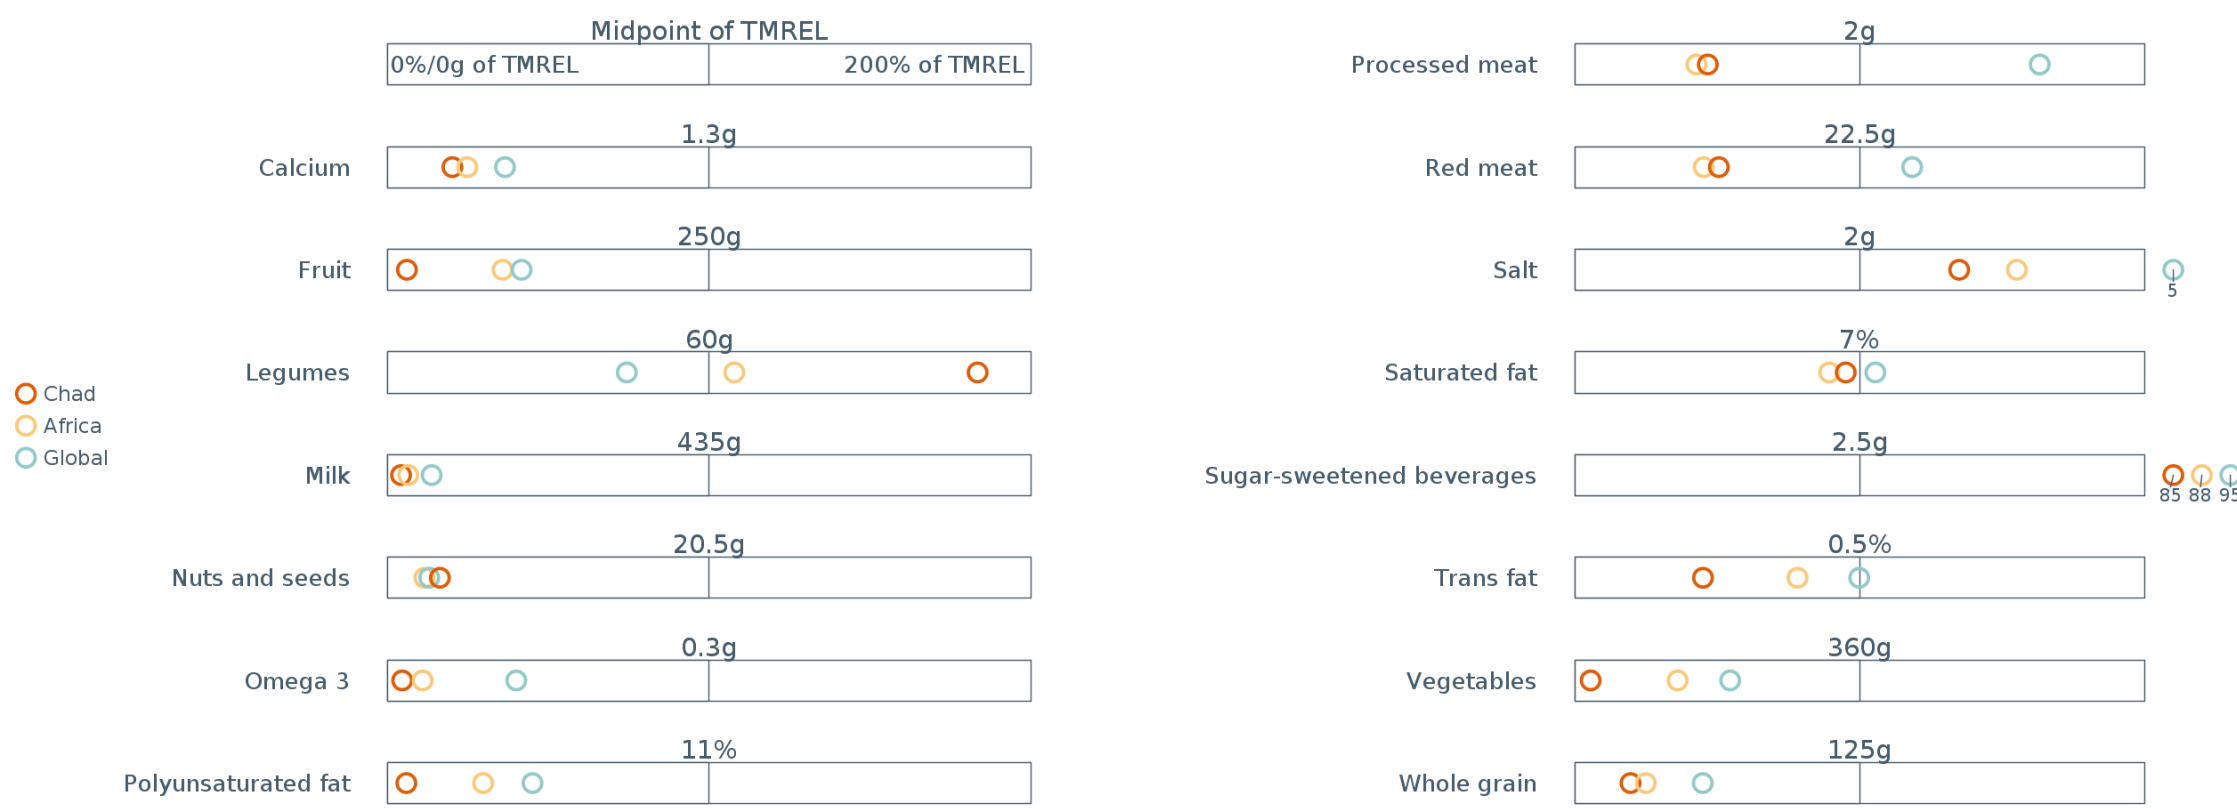 Midpoint of TMREL
0%/0g of TMREL
200% of TMREL
Calcium
1.3g
Fruit
250g
Legumes
60g
Milk
435g
Nuts and seeds
20.5g
Omega 3
0.3g
Polyunsaturated fat
11%
Chad
Africa
Global
Processed meat
2g
Red meat
22.5g
Salt
2g
5
Saturated fat
7%
Sugar-sweetened beverages
2.5g
85 88 95
Trans fat
0.5%
Vegetables
360g
Whole grain
125g